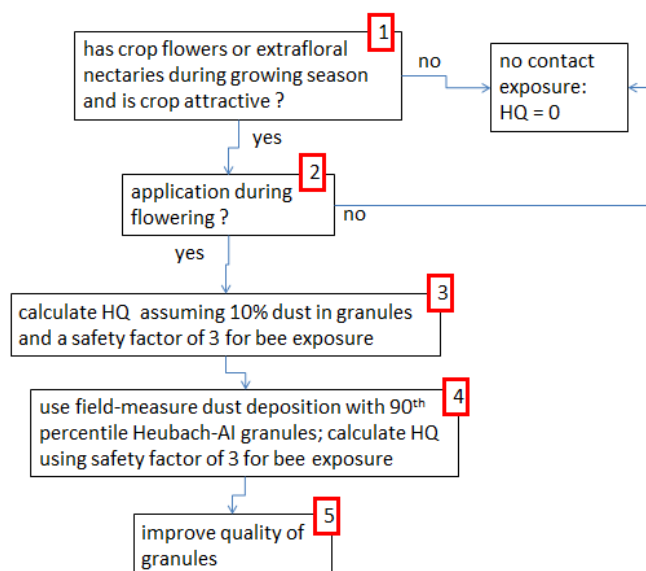 1
has crop flowers or extrafloral
nectaries during growing season
and is crop attractive ?
no
no contact
exposure:
HQ = 0
yes
2
application during
flowering ?
no
yes
3
calculate HQ  assuming 10% dust in granules
and a safety factor of 3 for bee exposure
4
use field-measure dust deposition with 90th
percentile Heubach-AI granules; calculate HQ
using safety factor of 3 for bee exposure
5
improve quality of
granules